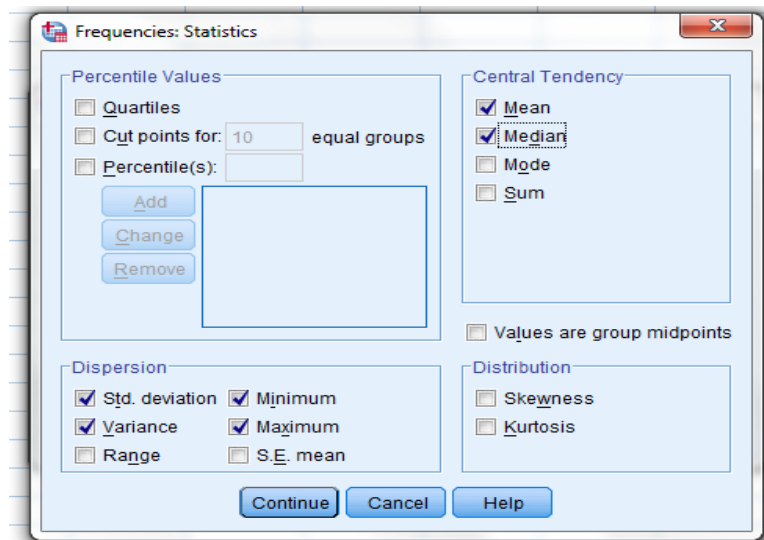 Frequencies: Statistics
Percentile Values
Quartiles
Cut points for: 10 equal groups
Percentile(s):
Add
Change
Remove
Central Tendency
Mean
Median
Mode
Sum
Values are group midpoints
Dispersion
Std. deviation Minimum
Variance Maximum
Range S.E. mean
Distribution
Skewness
Kurtosis
Continue Cancel Help